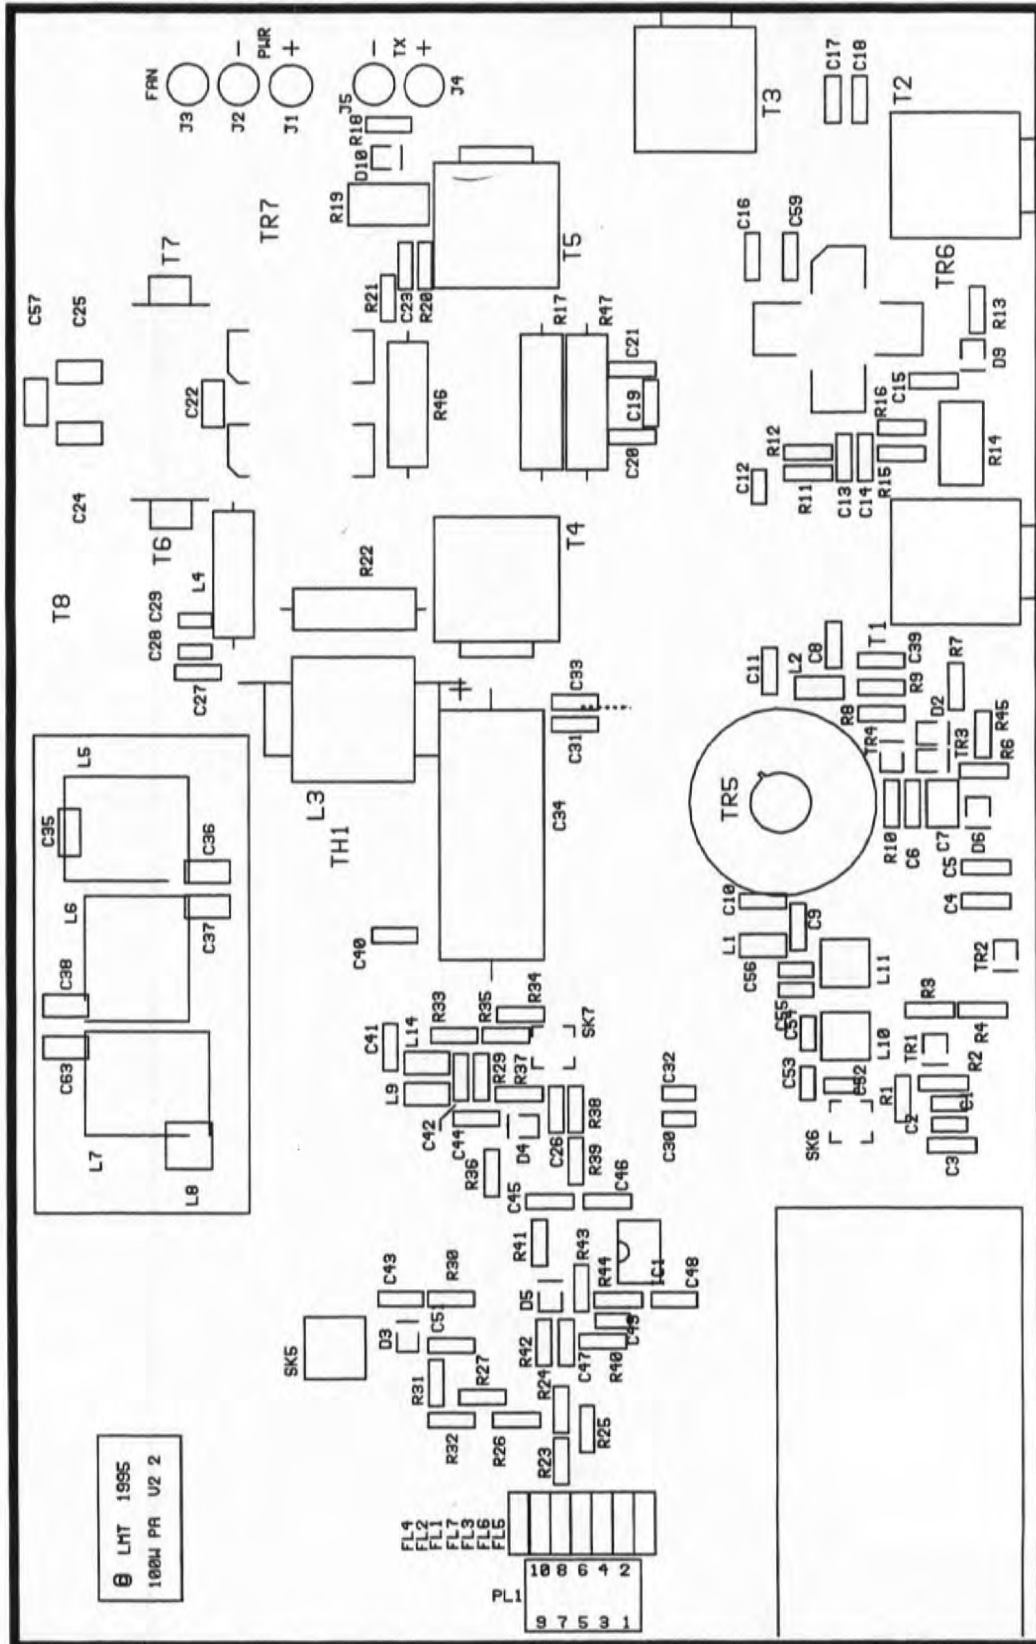 FAN
J3
-
J2
PWR
+
J1
-
J5
TX
+
J4
R18
D10
R19
T5
C23
R20
R21
TR7
T7
C57
C25
C22
R46
R17
R47
C21
C19
C20
T3
C17
C18
T2
C16
C59
TR6
R13
D9
C15
R16
R12
R11
C12
C13
C14
R15
R14
C24
T8
T6
L4
C29
C28
C27
R22
T4
C33
C31
L3
TH1
C34
C11
L2
C8
T1
C39
R9
R8
R7
D2
TR4
TR3
R45
R6
TR5
R10
C6
C7
D6
C5
C4
L5
C35
C36
L6
C37
C38
C63
L7
L8
C40
C10
L1
C9
C56
C55
L11
TR2
R3
R4
C54
L10
TR1
R2
C53
C52
R1
SK6
C2
C1
C3
C41
L14
R33
R35
R34
SK7
L9
R29
R37
C42
C44
D4
C26
R38
R39
R36
C32
C30
C45
C46
R41
R43
R44
IC1
C48
C43
R30
D5
C49
D3
C51
SK5
R42
C47
R40
R31
R27
R24
R32
R26
R23
R25
© LMT 1995
100W PA V2 2
FL4
FL2
FL1
FL7
FL3
FL6
FL5
PL1
10 8 6 4 2
9 7 5 3 1